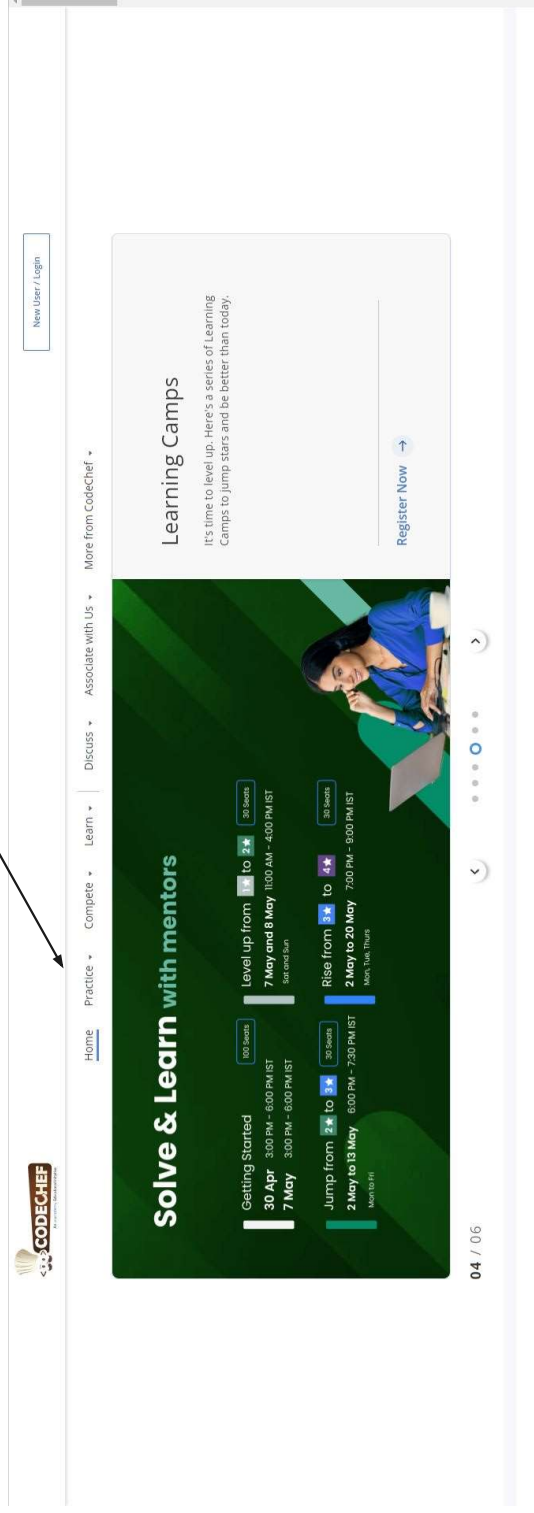 CODECHEF
New User / Login
Home
Practice
Compete
Learn
Discuss
Associate with Us
More from CodeChef
Solve & Learn with mentors
Getting Started
100 Seats
30 Apr 3:00 PM – 6:00 PM IST
7 May 3:00 PM – 6:00 PM IST
Level up from 1★ to 2★
30 Seats
7 May and 8 May 11:00 AM – 4:00 PM IST
Sat and Sun
Jump from 2★ to 3★
30 Seats
2 May to 13 May 6:00 PM – 7:30 PM IST
Mon to Fri
Rise from 3★ to 4★
30 Seats
2 May to 20 May 7:00 PM – 9:00 PM IST
Mon, Tue, Thurs
Learning Camps
It's time to level up. Here's a series of Learning
Camps to jump stars and be better than today.
Register Now →
04 / 06